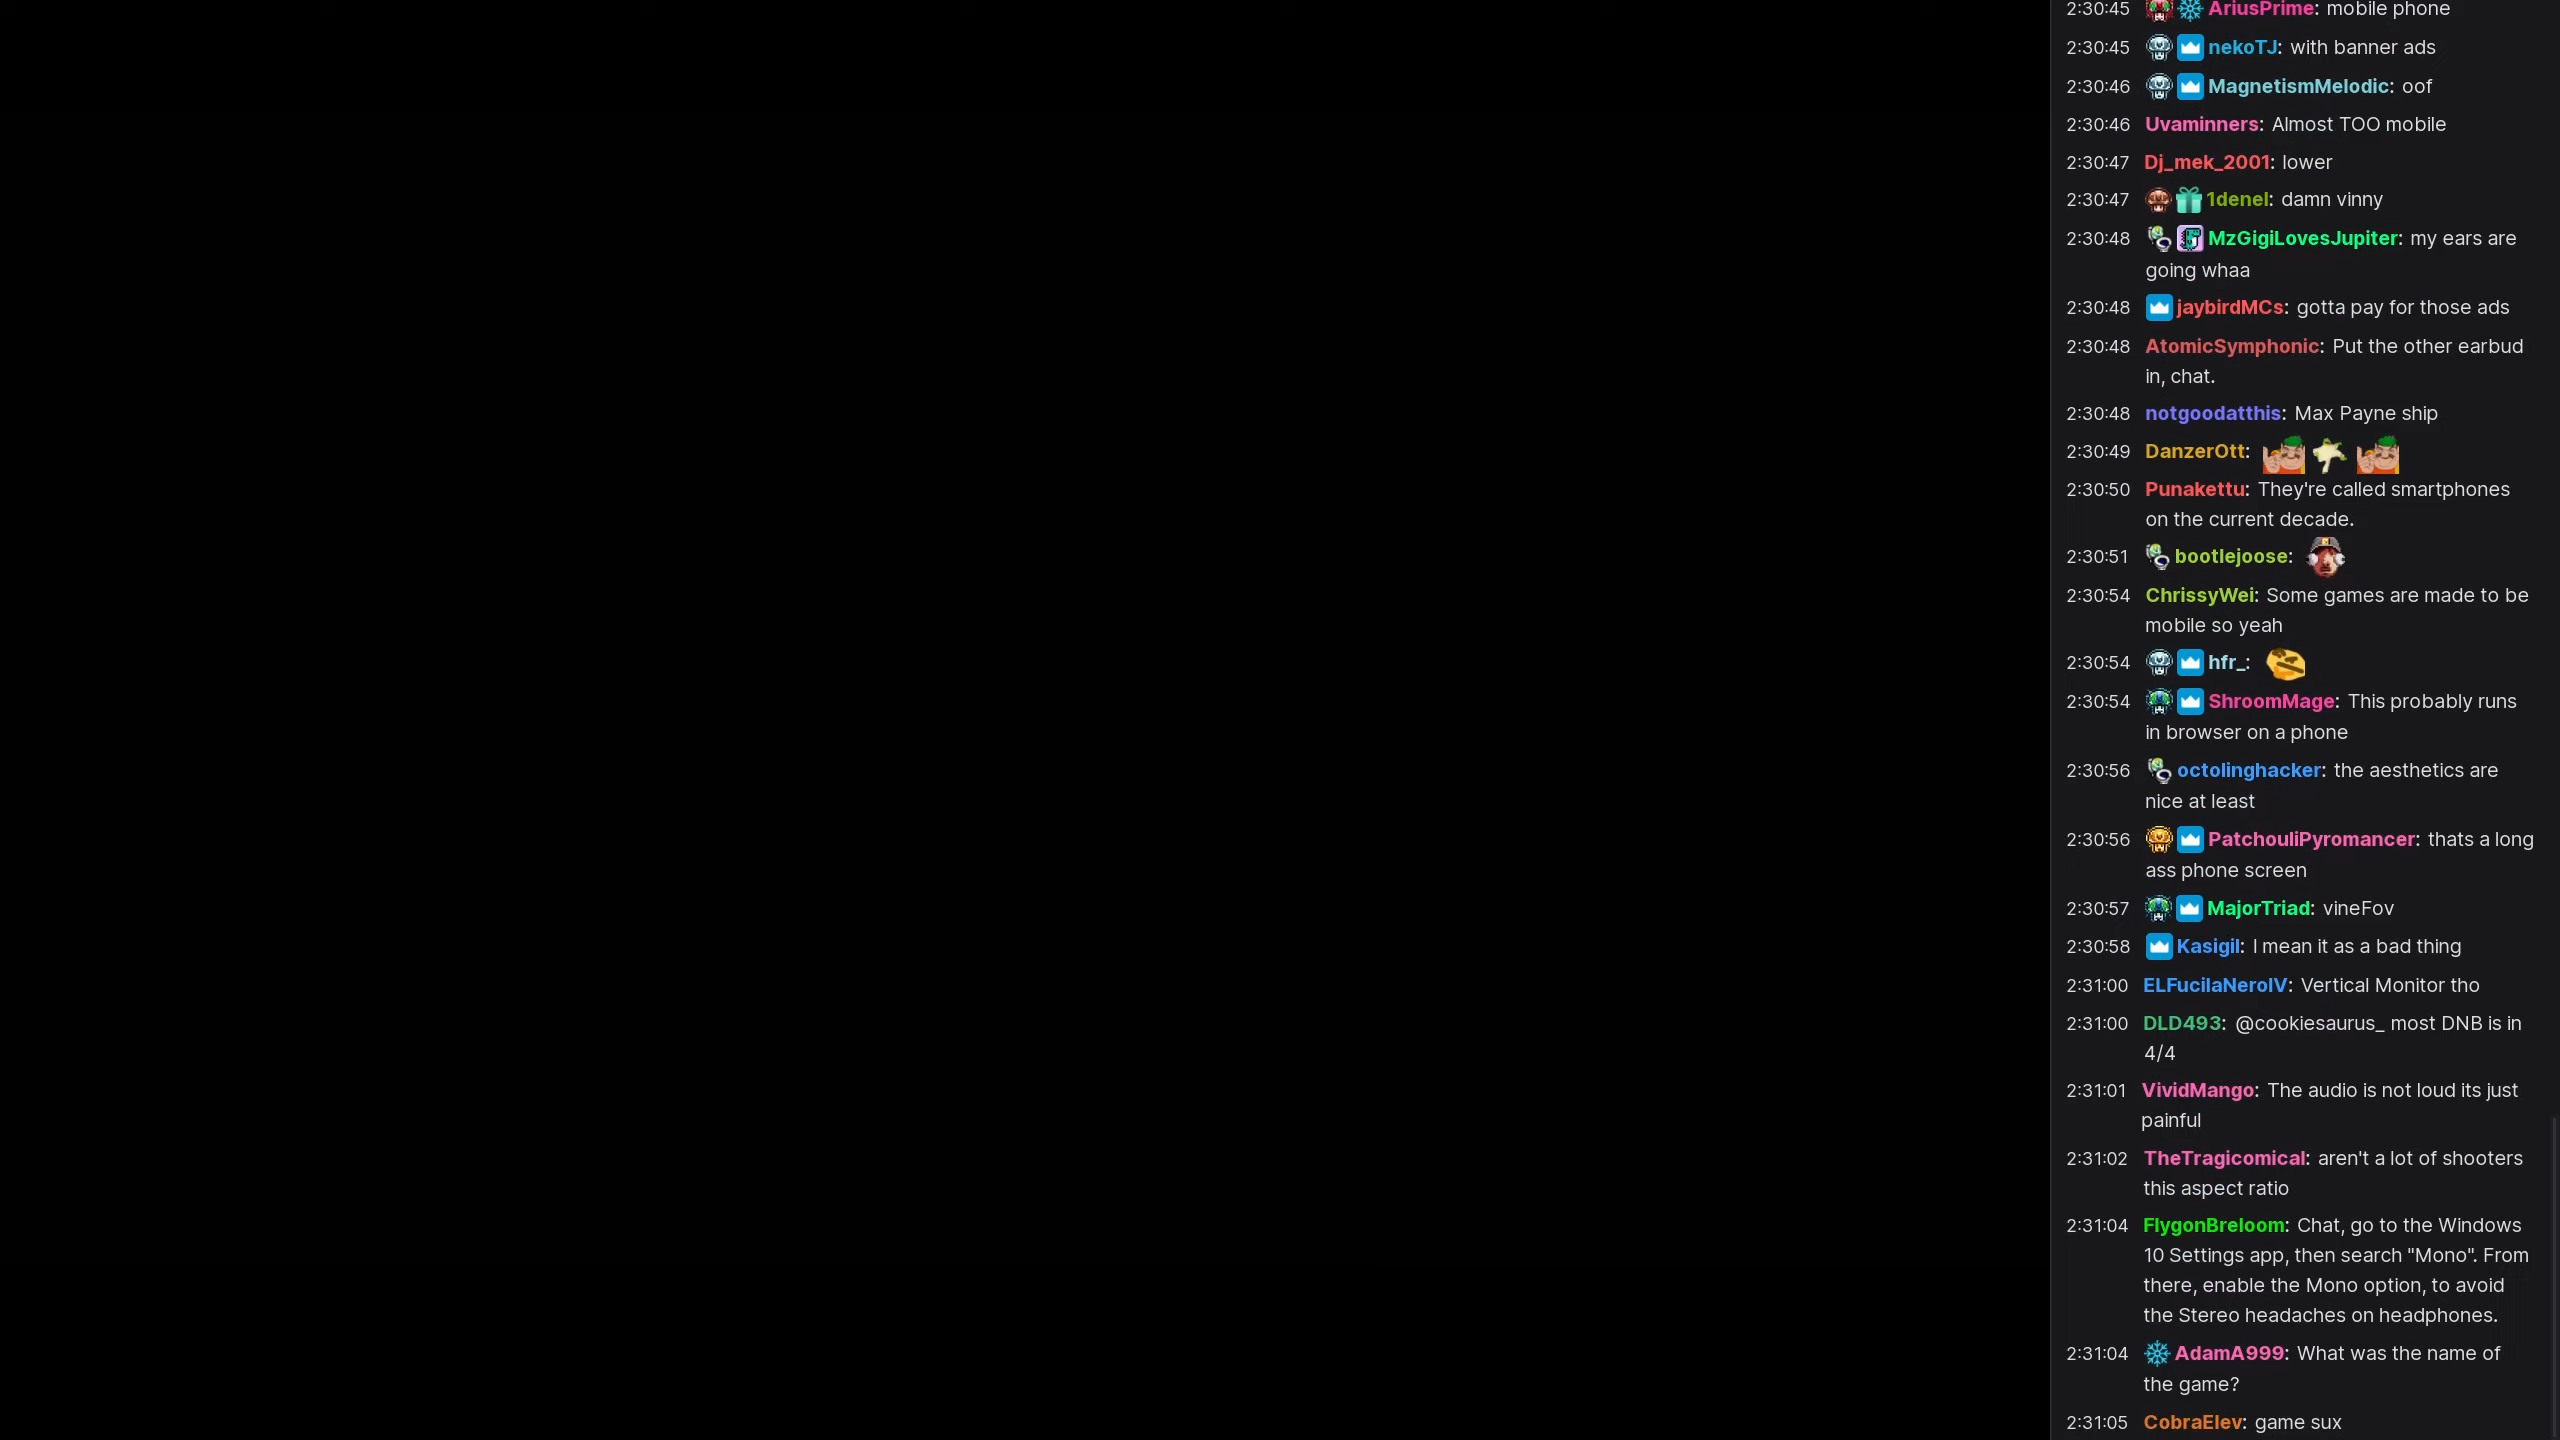 2:30:45 AriusPrime: mobile phone
2:30:45 nekoTJ: with banner ads
2:30:46 MagnetismMelodic: oof
2:30:46 Uvaminners: Almost TOO mobile
2:30:47 Dj_mek_2001: lower
2:30:47 1denel: damn vinny
2:30:48 MzGigiLovesJupiter: my ears are
going whaa
2:30:48 jaybirdMCs: gotta pay for those ads
2:30:48 AtomicSymphonic: Put the other earbud
in, chat.
2:30:48 notgoodatthis: Max Payne ship
2:30:49 DanzerOtt:
2:30:50 Punakettu: They're called smartphones
on the current decade.
2:30:51 bootlejoose:
2:30:54 ChrissyWei: Some games are made to be
mobile so yeah
2:30:54 hfr_:
2:30:54 ShroomMage: This probably runs
in browser on a phone
2:30:56 octolinghacker: the aesthetics are
nice at least
2:30:56 PatchouliPyromancer: thats a long
ass phone screen
2:30:57 MajorTriad: vineFov
2:30:58 Kasigil: I mean it as a bad thing
2:31:00 ELFucilaNeroIV: Vertical Monitor tho
2:31:00 DLD493: @cookiesaurus_ most DNB is in
4/4
2:31:01 VividMango: The audio is not loud its just
painful
2:31:02 TheTragicomical: aren't a lot of shooters
this aspect ratio
2:31:04 FlygonBreloom: Chat, go to the Windows
10 Settings app, then search "Mono". From
there, enable the Mono option, to avoid
the Stereo headaches on headphones.
2:31:04 AdamA999: What was the name of
the game?
2:31:05 CobraElev: game sux